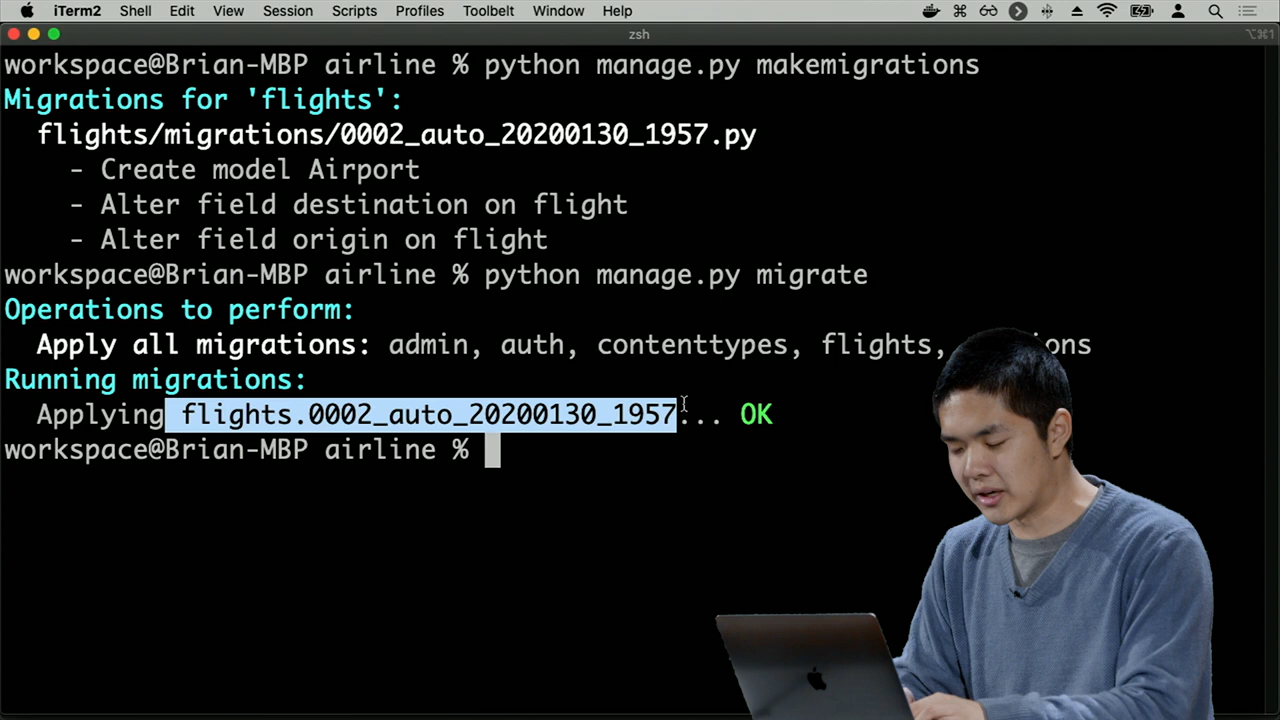 iTerm2 Shell Edit View Session Scripts Profiles Toolbelt Window Help
zsh ⌥⌘1
workspace@Brian-MBP airline % python manage.py makemigrations
Migrations for 'flights':
flights/migrations/0002_auto_20200130_1957.py
- Create model Airport
- Alter field destination on flight
- Alter field origin on flight
workspace@Brian-MBP airline % python manage.py migrate
Operations to perform:
Apply all migrations: admin, auth, contenttypes, flights, ons
Running migrations:
Applying flights.0002_auto_20200130_1957... OK
workspace@Brian-MBP airline %